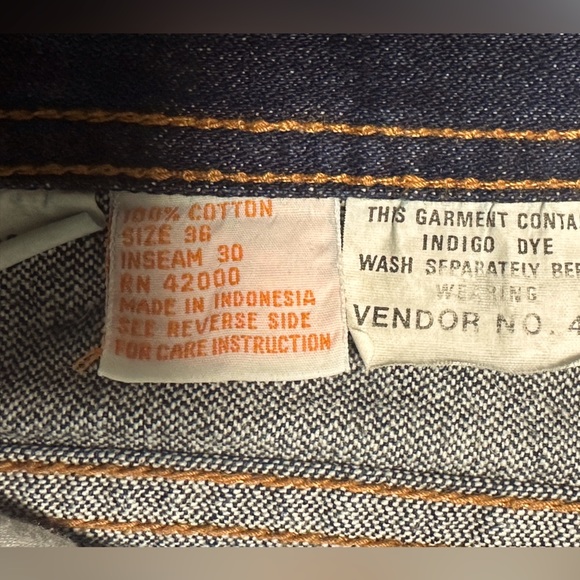 100% COTTON
SIZE 36
INSEAM 30
RN 42000
MADE IN INDONESIA
SEE REVERSE SIDE
FOR CARE INSTRUCTION
THIS GARMENT CONTA
INDIGO DYE
WASH SEPARATELY BEF
WEARING
VENDOR NO. 4